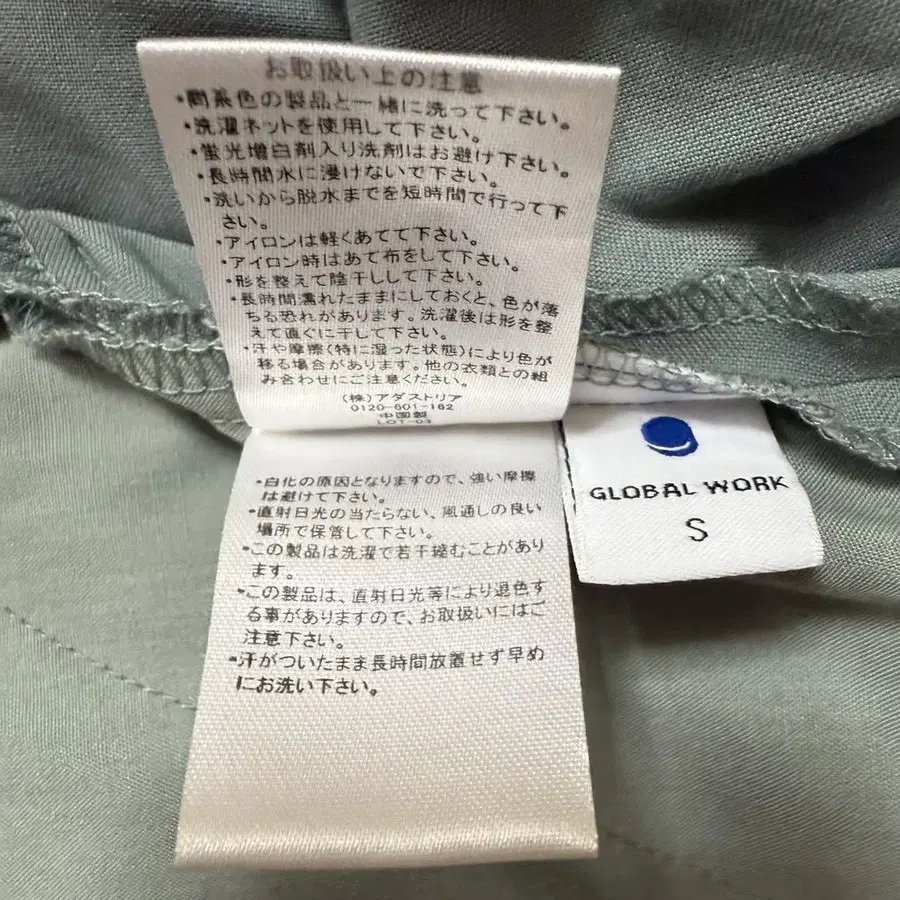 お取扱い上の注意
・同系色の製品と一緒に洗って下さい。
・洗濯ネットを使用して下さい。
・蛍光増白剤入り洗剤はお避け下さい。
・長時間水に浸けないで下さい。
・洗いから脱水までを短時間で行って下
さい。
・アイロンは軽くあてて下さい。
・アイロン時はあて布をして下さい。
・形を整えて陰干しして下さい。
・長時間濡れたままにしておくと、色が落
ちる恐れがあります。洗濯後は形を整
えて直ぐに干して下さい。
・汗や摩擦(特に湿った状態)により色が
移る場合があります。他の衣類との組
み合わせにご注意ください。
(株)アダストリア
0120-601-162
中国製
LOT-03
・白化の原因となりますので、強い摩擦
は避けて下さい。
・直射日光の当たらない、風通しの良い
場所で保管して下さい。
・この製品は洗濯で若干縮むことがあり
ます。
・この製品は、直射日光等により退色す
る事がありますので、お取扱いにはご
注意下さい。
・汗がついたまま長時間放置せず早め
にお洗い下さい。
GLOBAL WORK
S